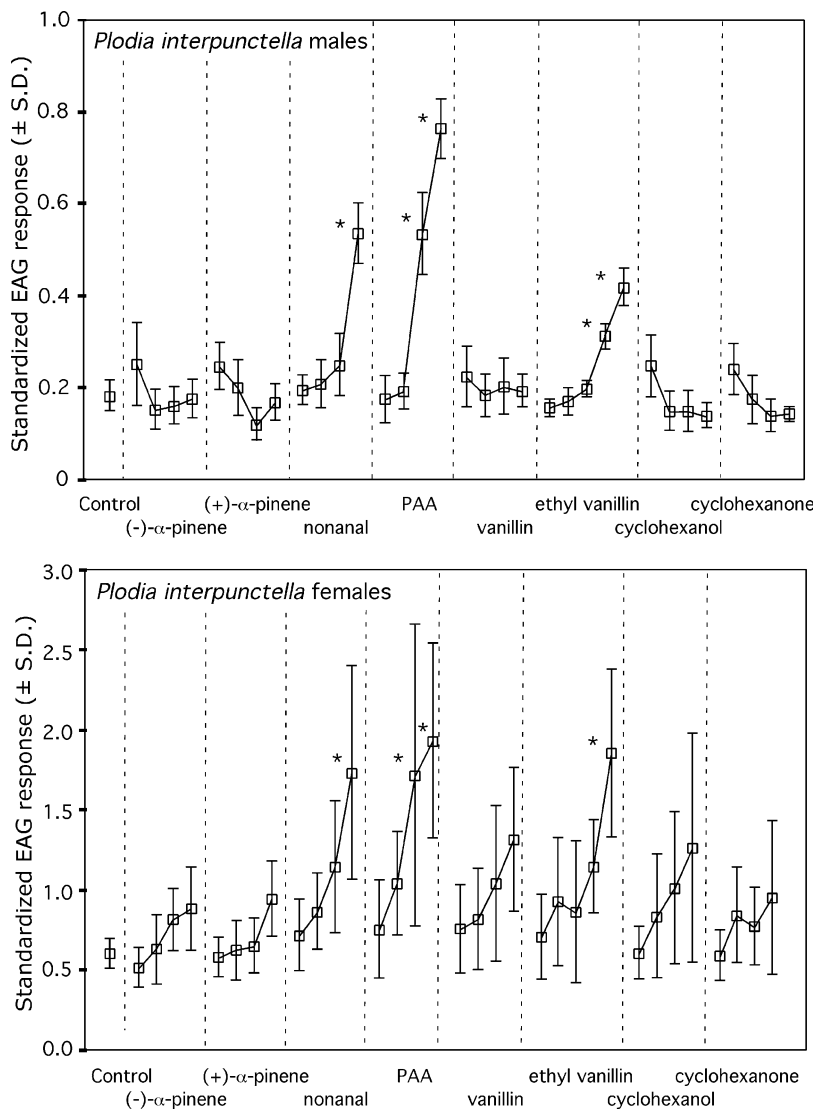 Plodia interpunctella males
Standardized EAG response (± S.D.)
1.0
0.8
0.6
0.4
0.2
0
*
*
*
*
*
Control
(-)-α-pinene
(+)-α-pinene
nonanal
PAA
vanillin
ethyl vanillin
cyclohexanol
cyclohexanone
Plodia interpunctella females
Standardized EAG response (± S.D.)
3.0
2.5
2.0
1.5
1.0
0.5
0.0
*
*
*
*
Control
(-)-α-pinene
(+)-α-pinene
nonanal
PAA
vanillin
ethyl vanillin
cyclohexanol
cyclohexanone